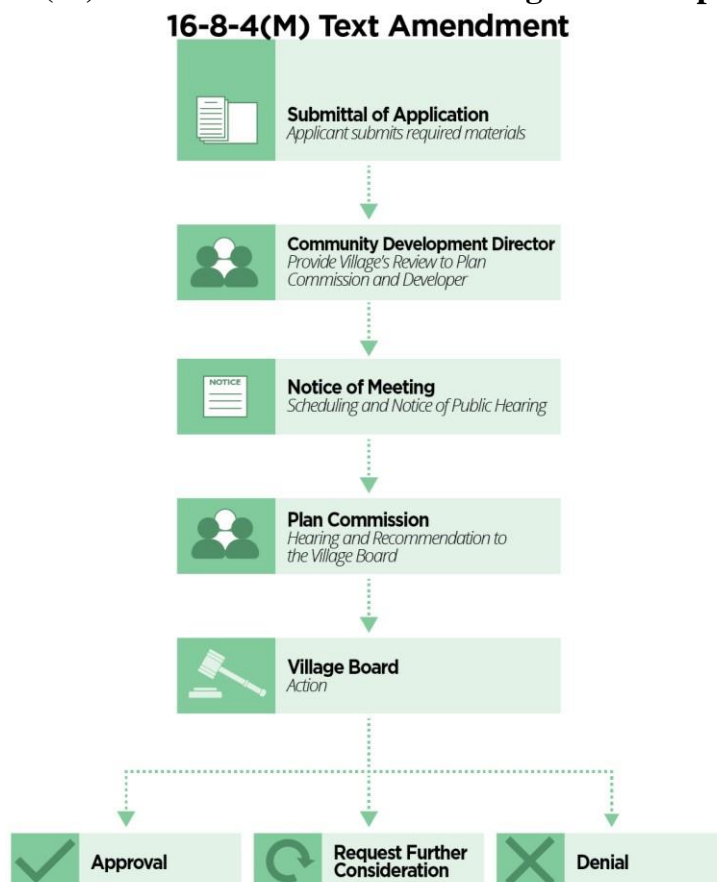 16-8-4(M) Text Amendment
Submittal of Application
Applicant submits required materials
Community Development Director
Provide Village's Review to Plan
Commission and Developer
NOTICE
Notice of Meeting
Scheduling and Notice of Public Hearing
Plan Commission
Hearing and Recommendation to
the Village Board
Village Board
Action
Approval
Request Further
Consideration
Denial